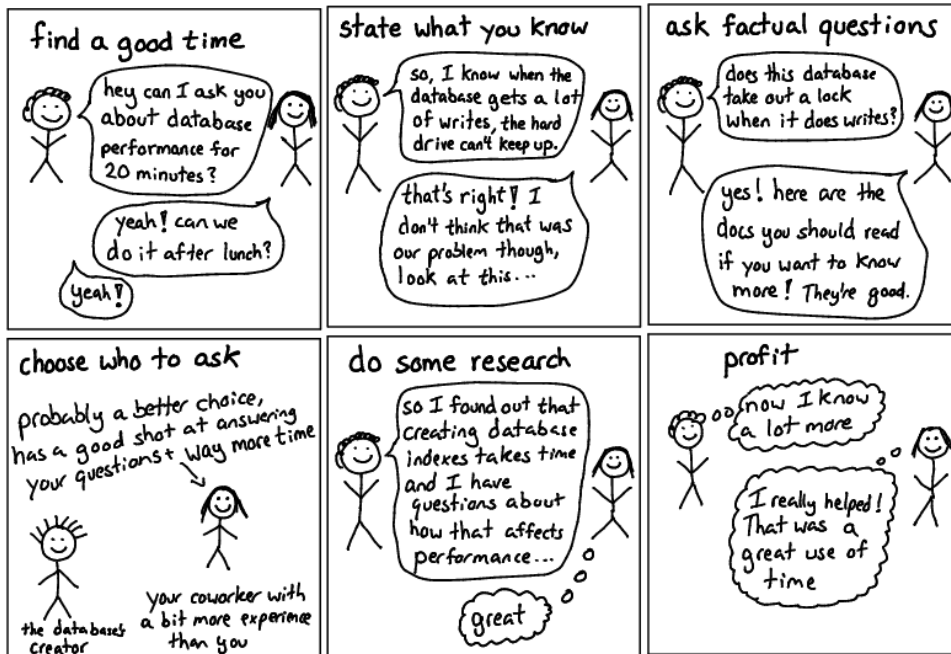 find a good time
hey can I ask you
about database
performance for
20 minutes?
yeah! can we
do it after lunch?
yeah!
state what you know
so, I know when the
database gets a lot
of writes, the hard
drive can't keep up.
that's right! I
don't think that was
our problem though,
look at this...
ask factual questions
does this database
take out a lock
when it does writes?
yes! here are the
docs you should read
if you want to know
more! They're good.
choose who to ask
probably a better choice,
has a good shot at answering
your questions + way more time
the database's
creator
your coworker with
a bit more experience
than you
do some research
so I found out that
creating database
indexes takes time
and I have
questions about
how that affects
performance...
great
profit
now I know
a lot more
I really helped!
That was a
great use of
time